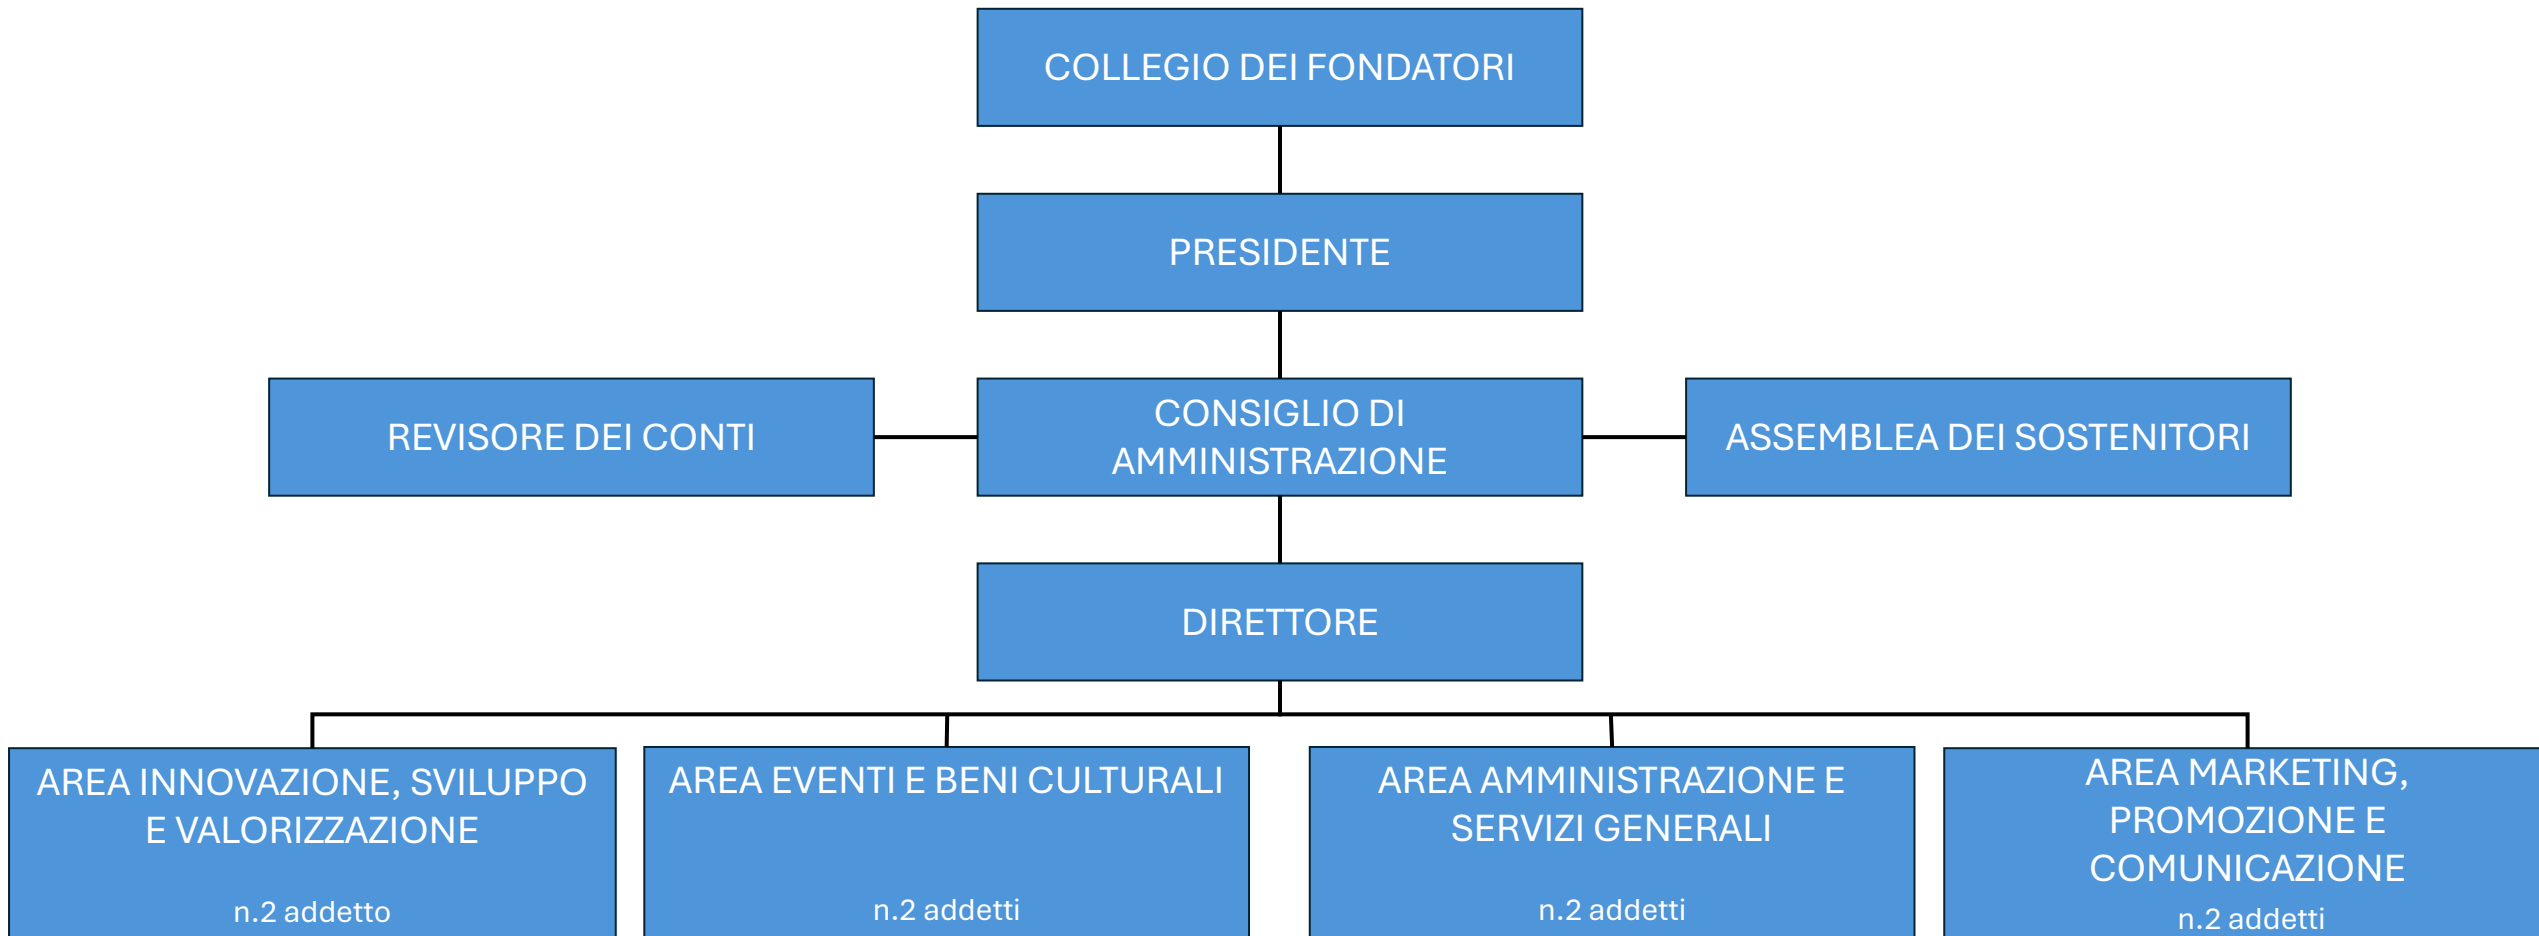 COLLEGIO DEI FONDATORI
PRESIDENTE
REVISORE DEI CONTI
CONSIGLIO DI
AMMINISTRAZIONE
ASSEMBLEA DEI SOSTENITORI
DIRETTORE
AREA INNOVAZIONE, SVILUPPO
E VALORIZZAZIONE
n.2 addetto
AREA EVENTI E BENI CULTURALI
n.2 addetti
AREA AMMINISTRAZIONE E
SERVIZI GENERALI
n.2 addetti
AREA MARKETING,
PROMOZIONE E
COMUNICAZIONE
n.2 addetti